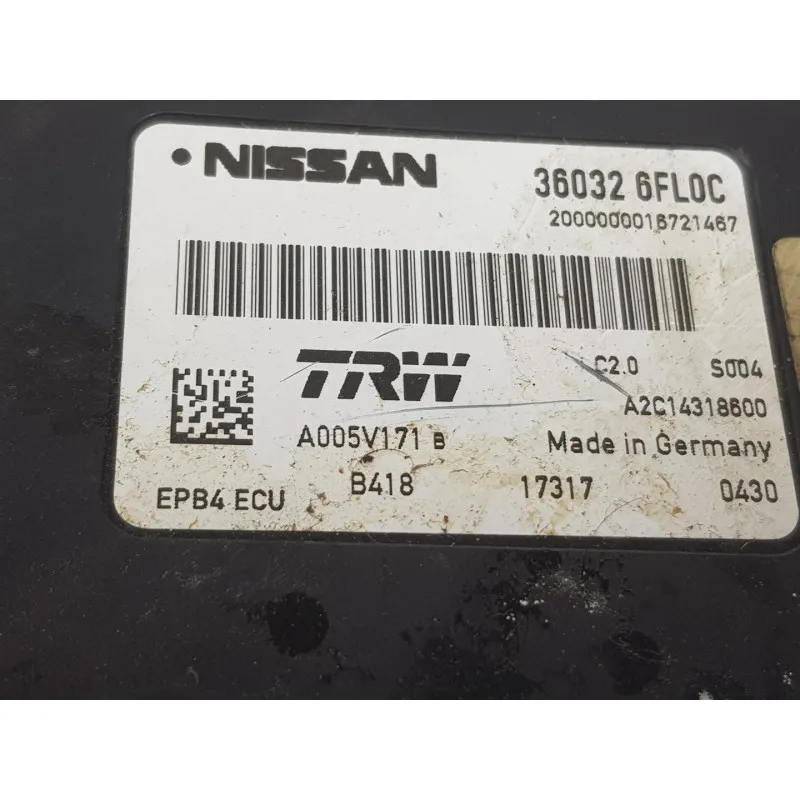 NISSAN 36032 6FL0C
2000000016721467
TRW C2.0 S004
A2C14318600
A005V171 B Made in Germany
EPB4 ECU B418 17317 0430